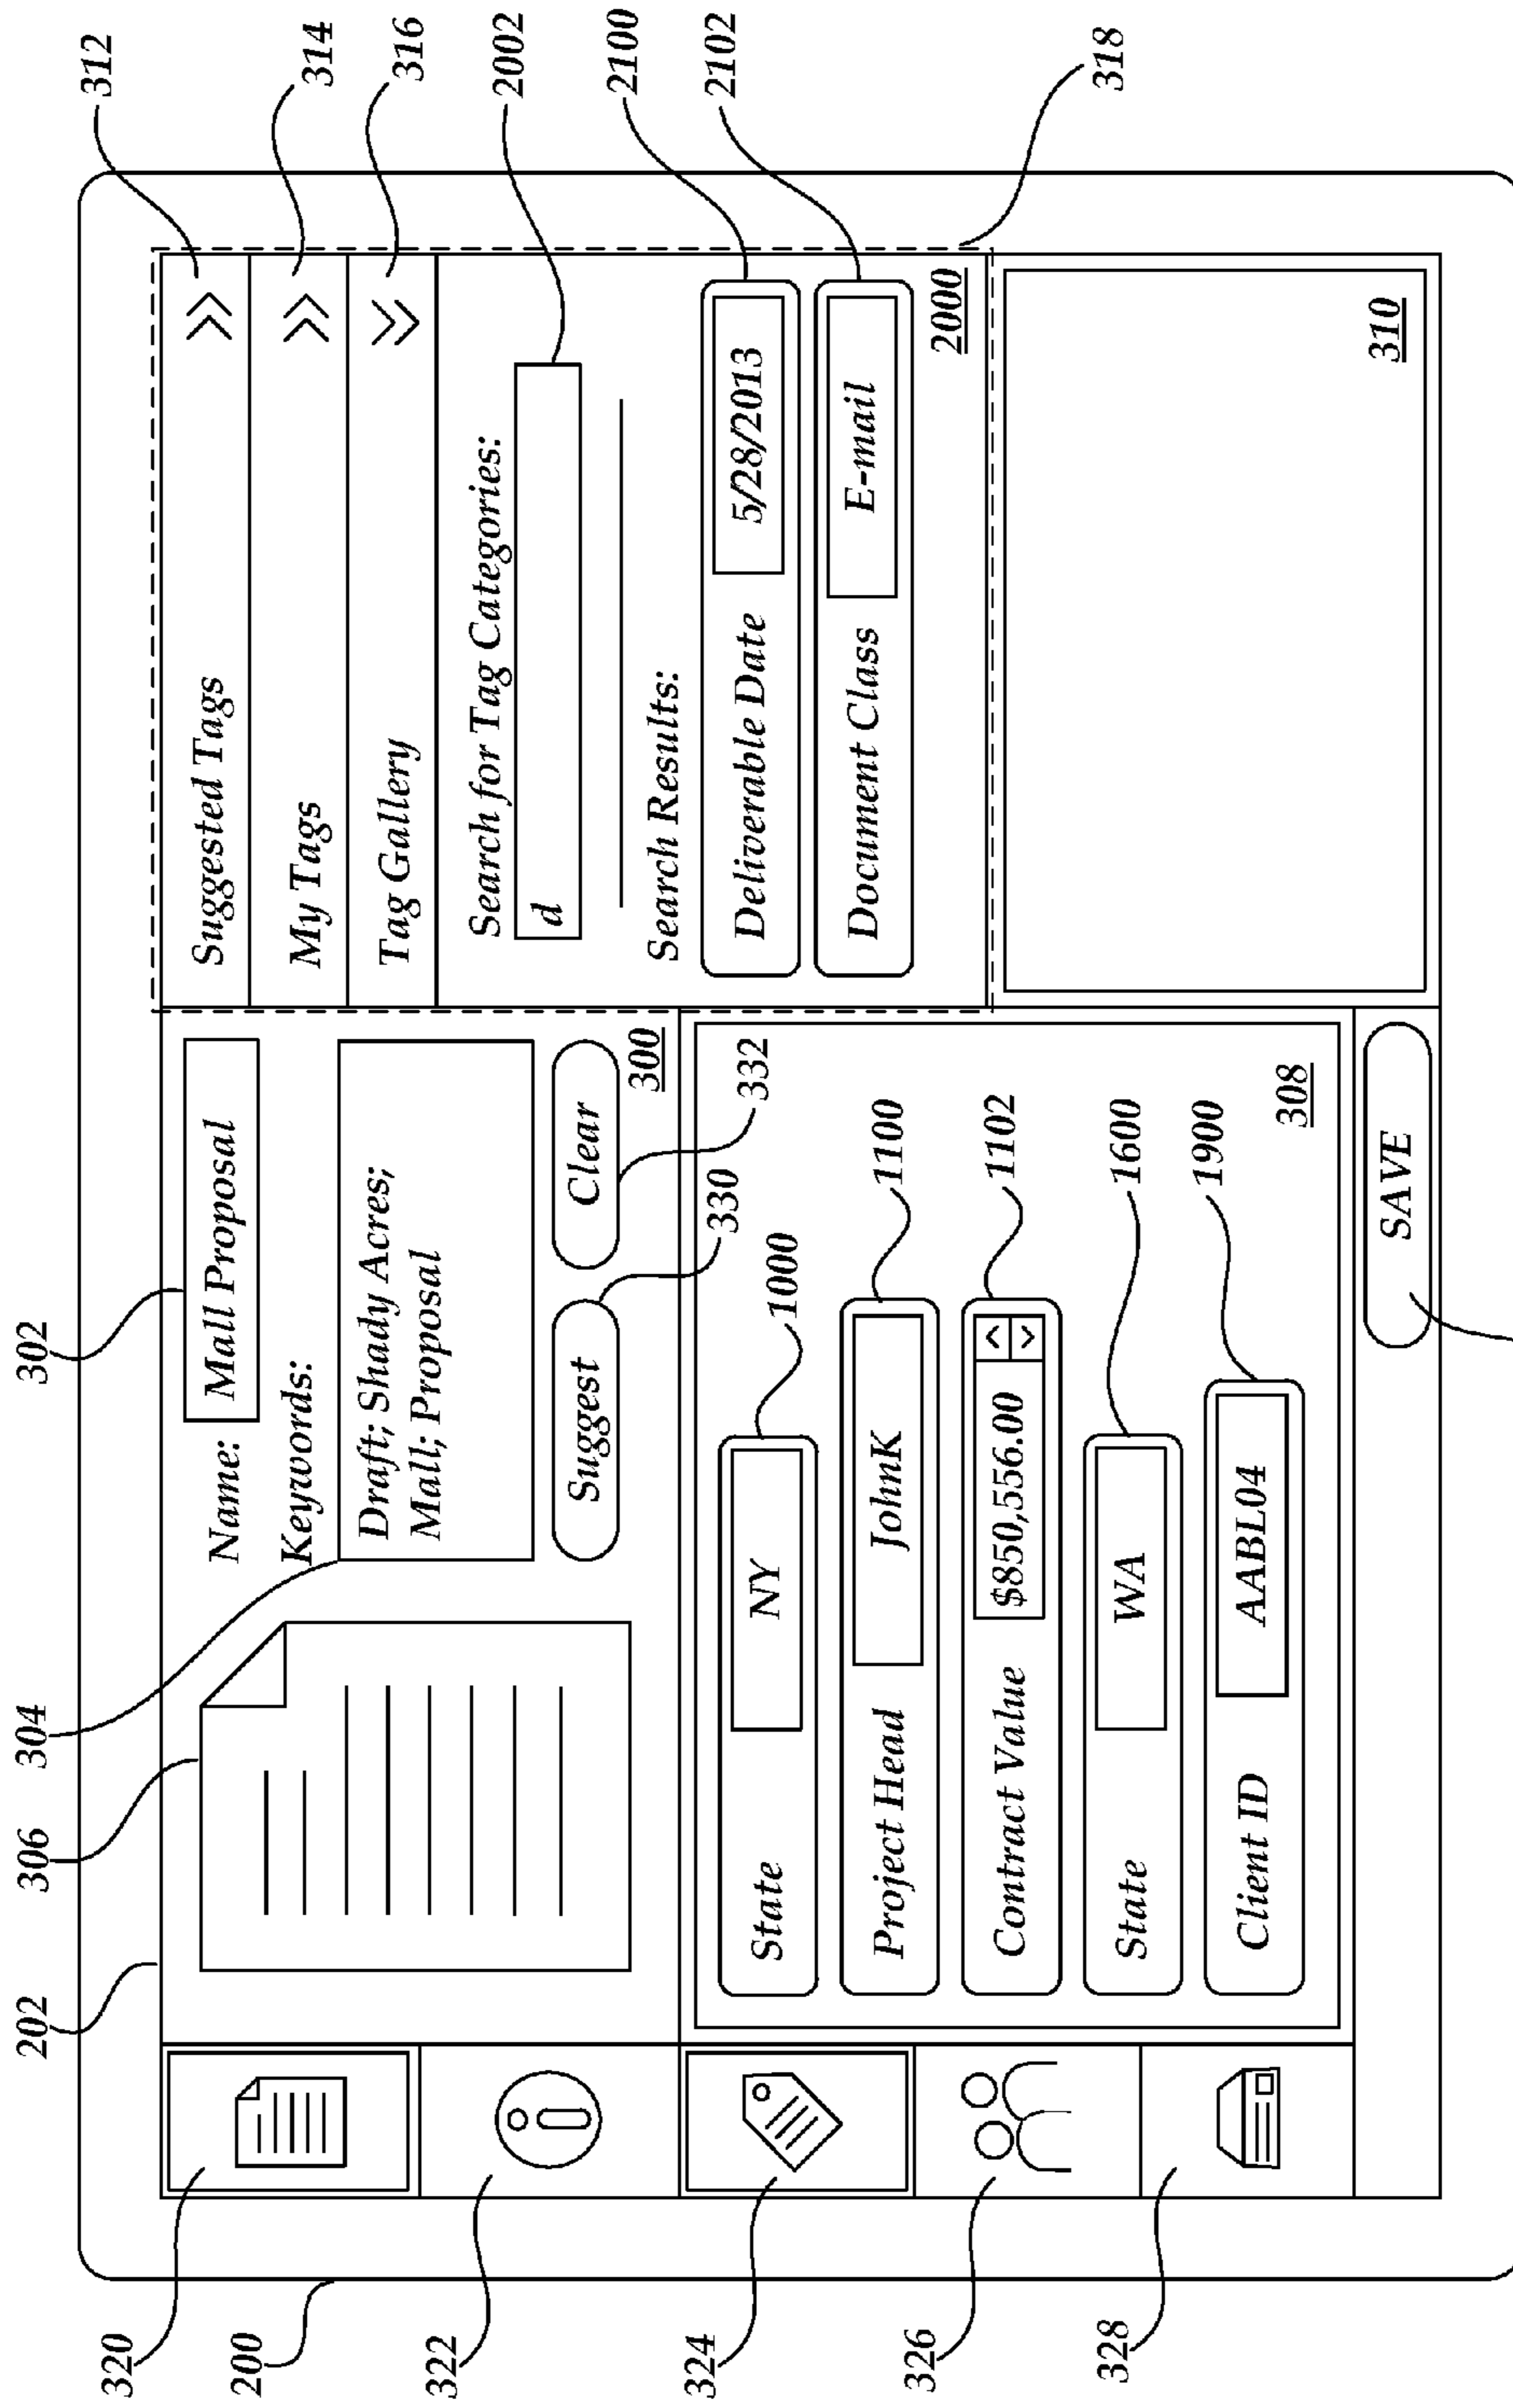 302
304
306
202
320
200
322
324
326
328
Name:
Mall Proposal
Keywords:
Draft; Shady Acres;
Mall; Proposal
Suggest
Clear
300
330
332
Suggested Tags
312
My Tags
314
Tag Gallery
316
Search for Tag Categories:
d
2002
Search Results:
Deliverable Date 5/28/2013
2100
Document Class E-mail
2102
2000
318
310
State NY
1000
Project Head JohnK
1100
Contract Value $850,556.00
1102
State WA
1600
Client ID AABL04
1900
308
SAVE